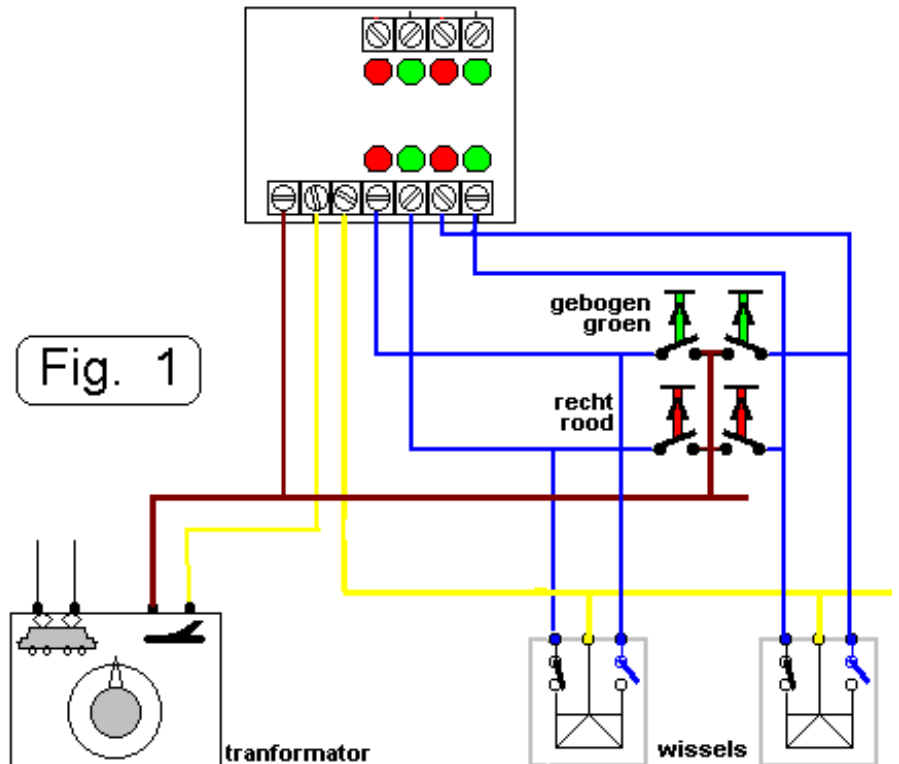 gebogen
groen
Fig. 1
recht
rood
tranformator
wissels